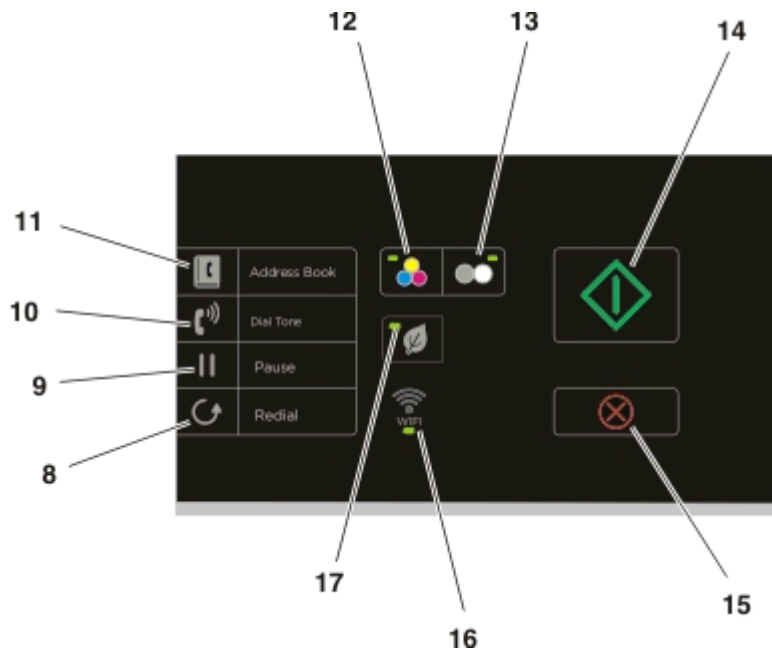 12 13 14
11 Address Book
10 Dial Tone
9 Pause
8 Redial
WIFI
17
16
15